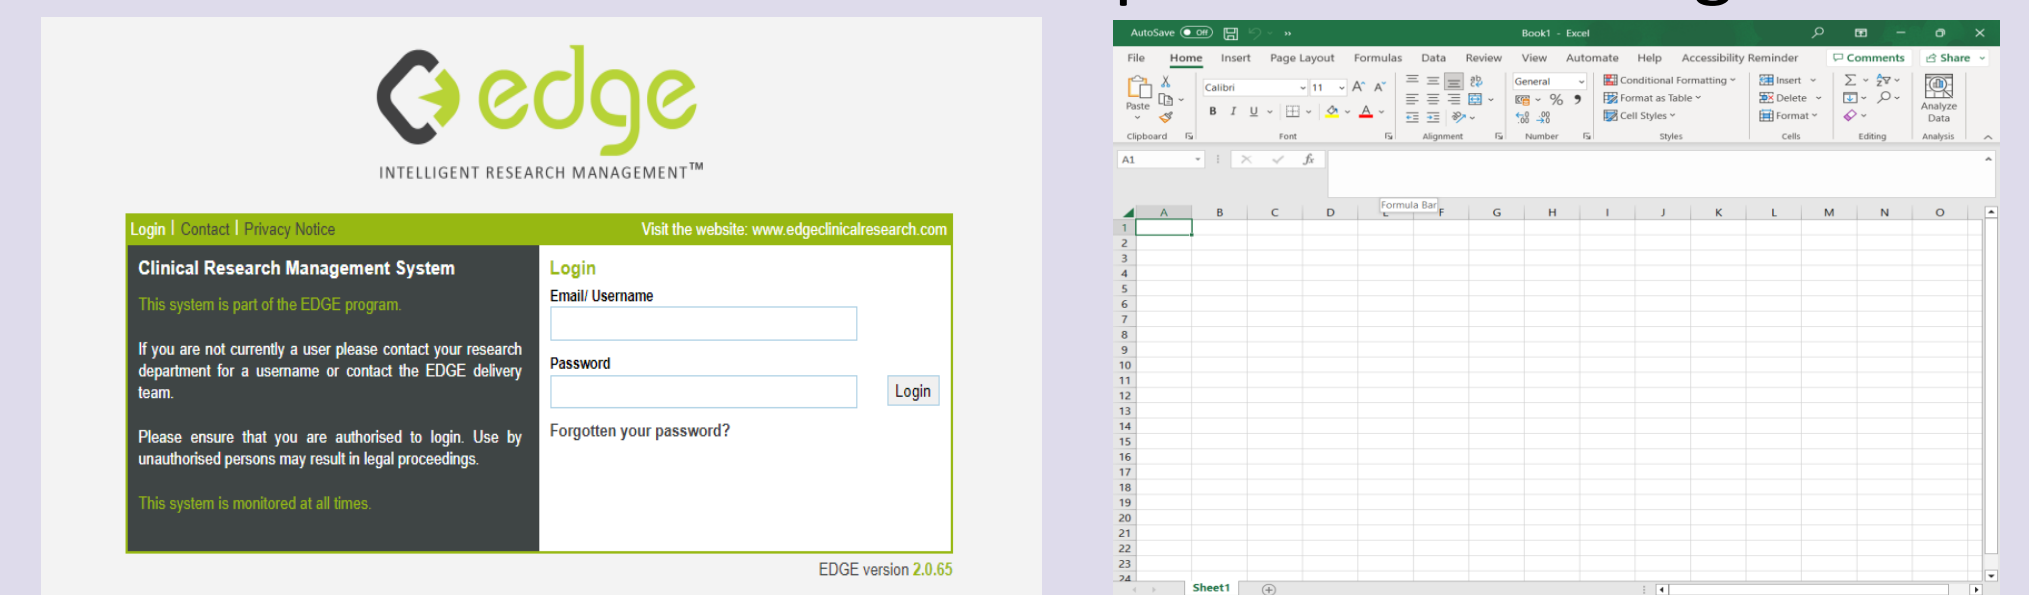 edge
INTELLIGENT RESEARCH MANAGEMENT™
Login | Contact | Privacy Notice
Visit the website: www.edgeclinicalresearch.com
Clinical Research Management System
This system is part of the EDGE program.
If you are not currently a user please contact your research
department for a username or contact the EDGE delivery
team.
Please ensure that you are authorised to login. Use by
unauthorised persons may result in legal proceedings.
This system is monitored at all times.
Login
Email/ Username
Password
Login
Forgotten your password?
EDGE version 2.0.65
AutoSave Off Book1 - Excel
File Home Insert Page Layout Formulas Data Review View Automate Help Accessibility Reminder Comments Share
Paste
Calibri 11 A^ A˅
B I U A
ab
General
% 9
Conditional Formatting
Format as Table
Cell Styles
Insert
Delete
Format
Analyze
Data
Clipboard Font Alignment Number Styles Cells Editing Analysis
A1 fx
Formula Bar
A B C D E F G H I J K L M N O
1
2
3
4
5
6
7
8
9
10
11
12
13
14
15
16
17
18
19
20
21
22
23
24
Sheet1